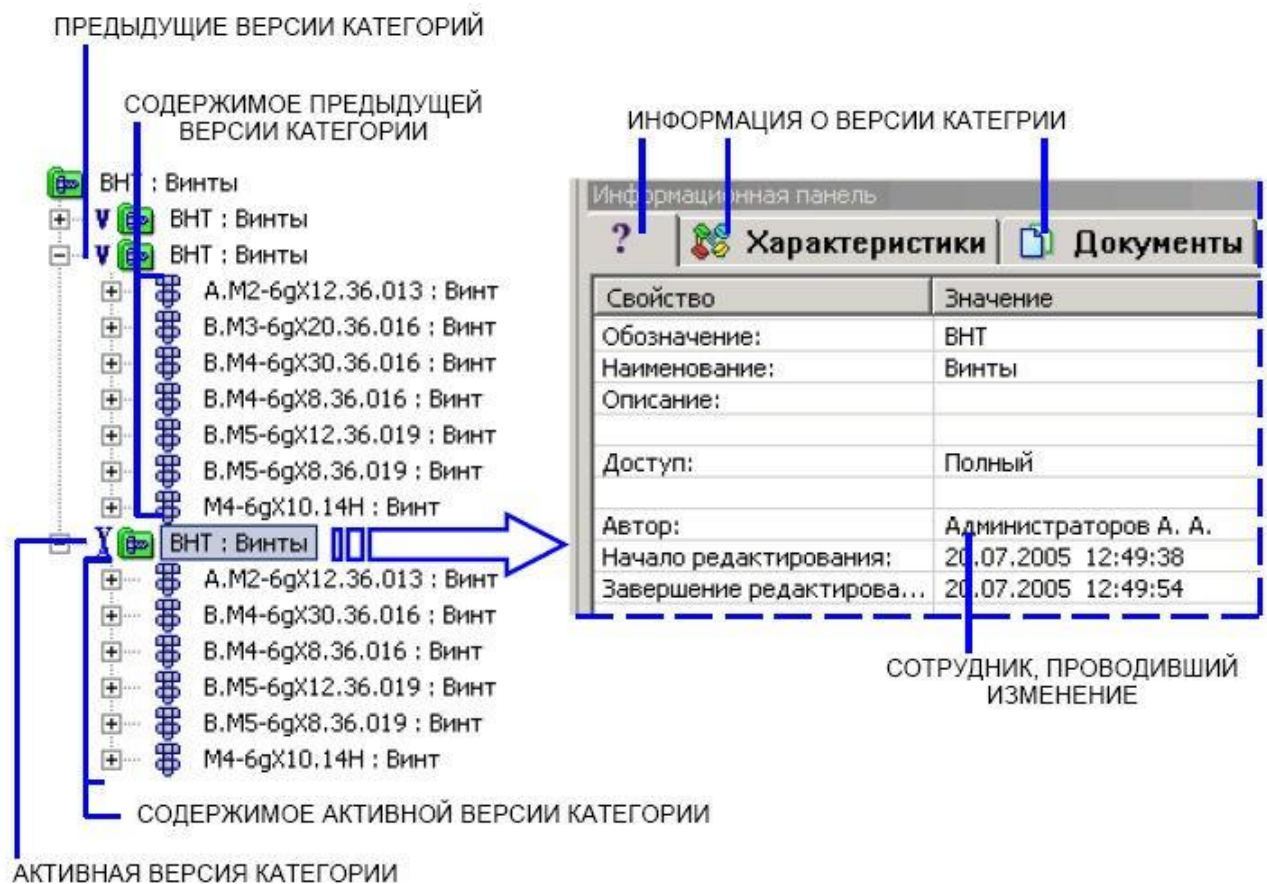 ПРЕДЫДУЩИЕ ВЕРСИИ КАТЕГОРИЙ
СОДЕРЖИМОЕ ПРЕДЫДУЩЕЙ
ВЕРСИИ КАТЕГОРИИ
ВНТ : Винты
V ВНТ : Винты
V ВНТ : Винты
A.M2-6gX12.36.013 : Винт
B.M3-6gX20.36.016 : Винт
B.M4-6gX30.36.016 : Винт
B.M4-6gX8.36.016 : Винт
B.M5-6gX12.36.019 : Винт
B.M5-6gX8.36.019 : Винт
M4-6gX10.14H : Винт
V ВНТ : Винты
A.M2-6gX12.36.013 : Винт
B.M4-6gX30.36.016 : Винт
B.M4-6gX8.36.016 : Винт
B.M5-6gX12.36.019 : Винт
B.M5-6gX8.36.019 : Винт
M4-6gX10.14H : Винт
СОДЕРЖИМОЕ АКТИВНОЙ ВЕРСИИ КАТЕГОРИИ
АКТИВНАЯ ВЕРСИЯ КАТЕГОРИИ
ИНФОРМАЦИЯ О ВЕРСИИ КАТЕГРИИ
Информационная панель
? Характеристики Документы
Свойство Значение
Обозначение: ВНТ
Наименование: Винты
Описание:
Доступ: Полный
Автор: Администраторов А. А.
Начало редактирования: 20.07.2005 12:49:38
Завершение редактирова... 20.07.2005 12:49:54
СОТРУДНИК, ПРОВОДИВШИЙ
ИЗМЕНЕНИЕ